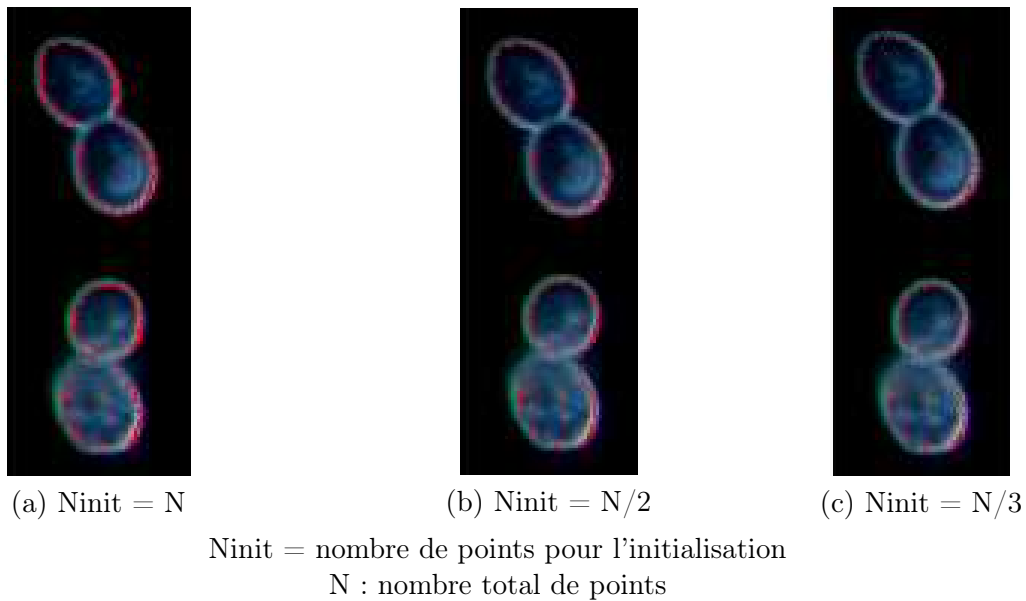 (a) Ninit = N
(b) Ninit = N/2
(c) Ninit = N/3
Ninit = nombre de points pour l'initialisation
N : nombre total de points